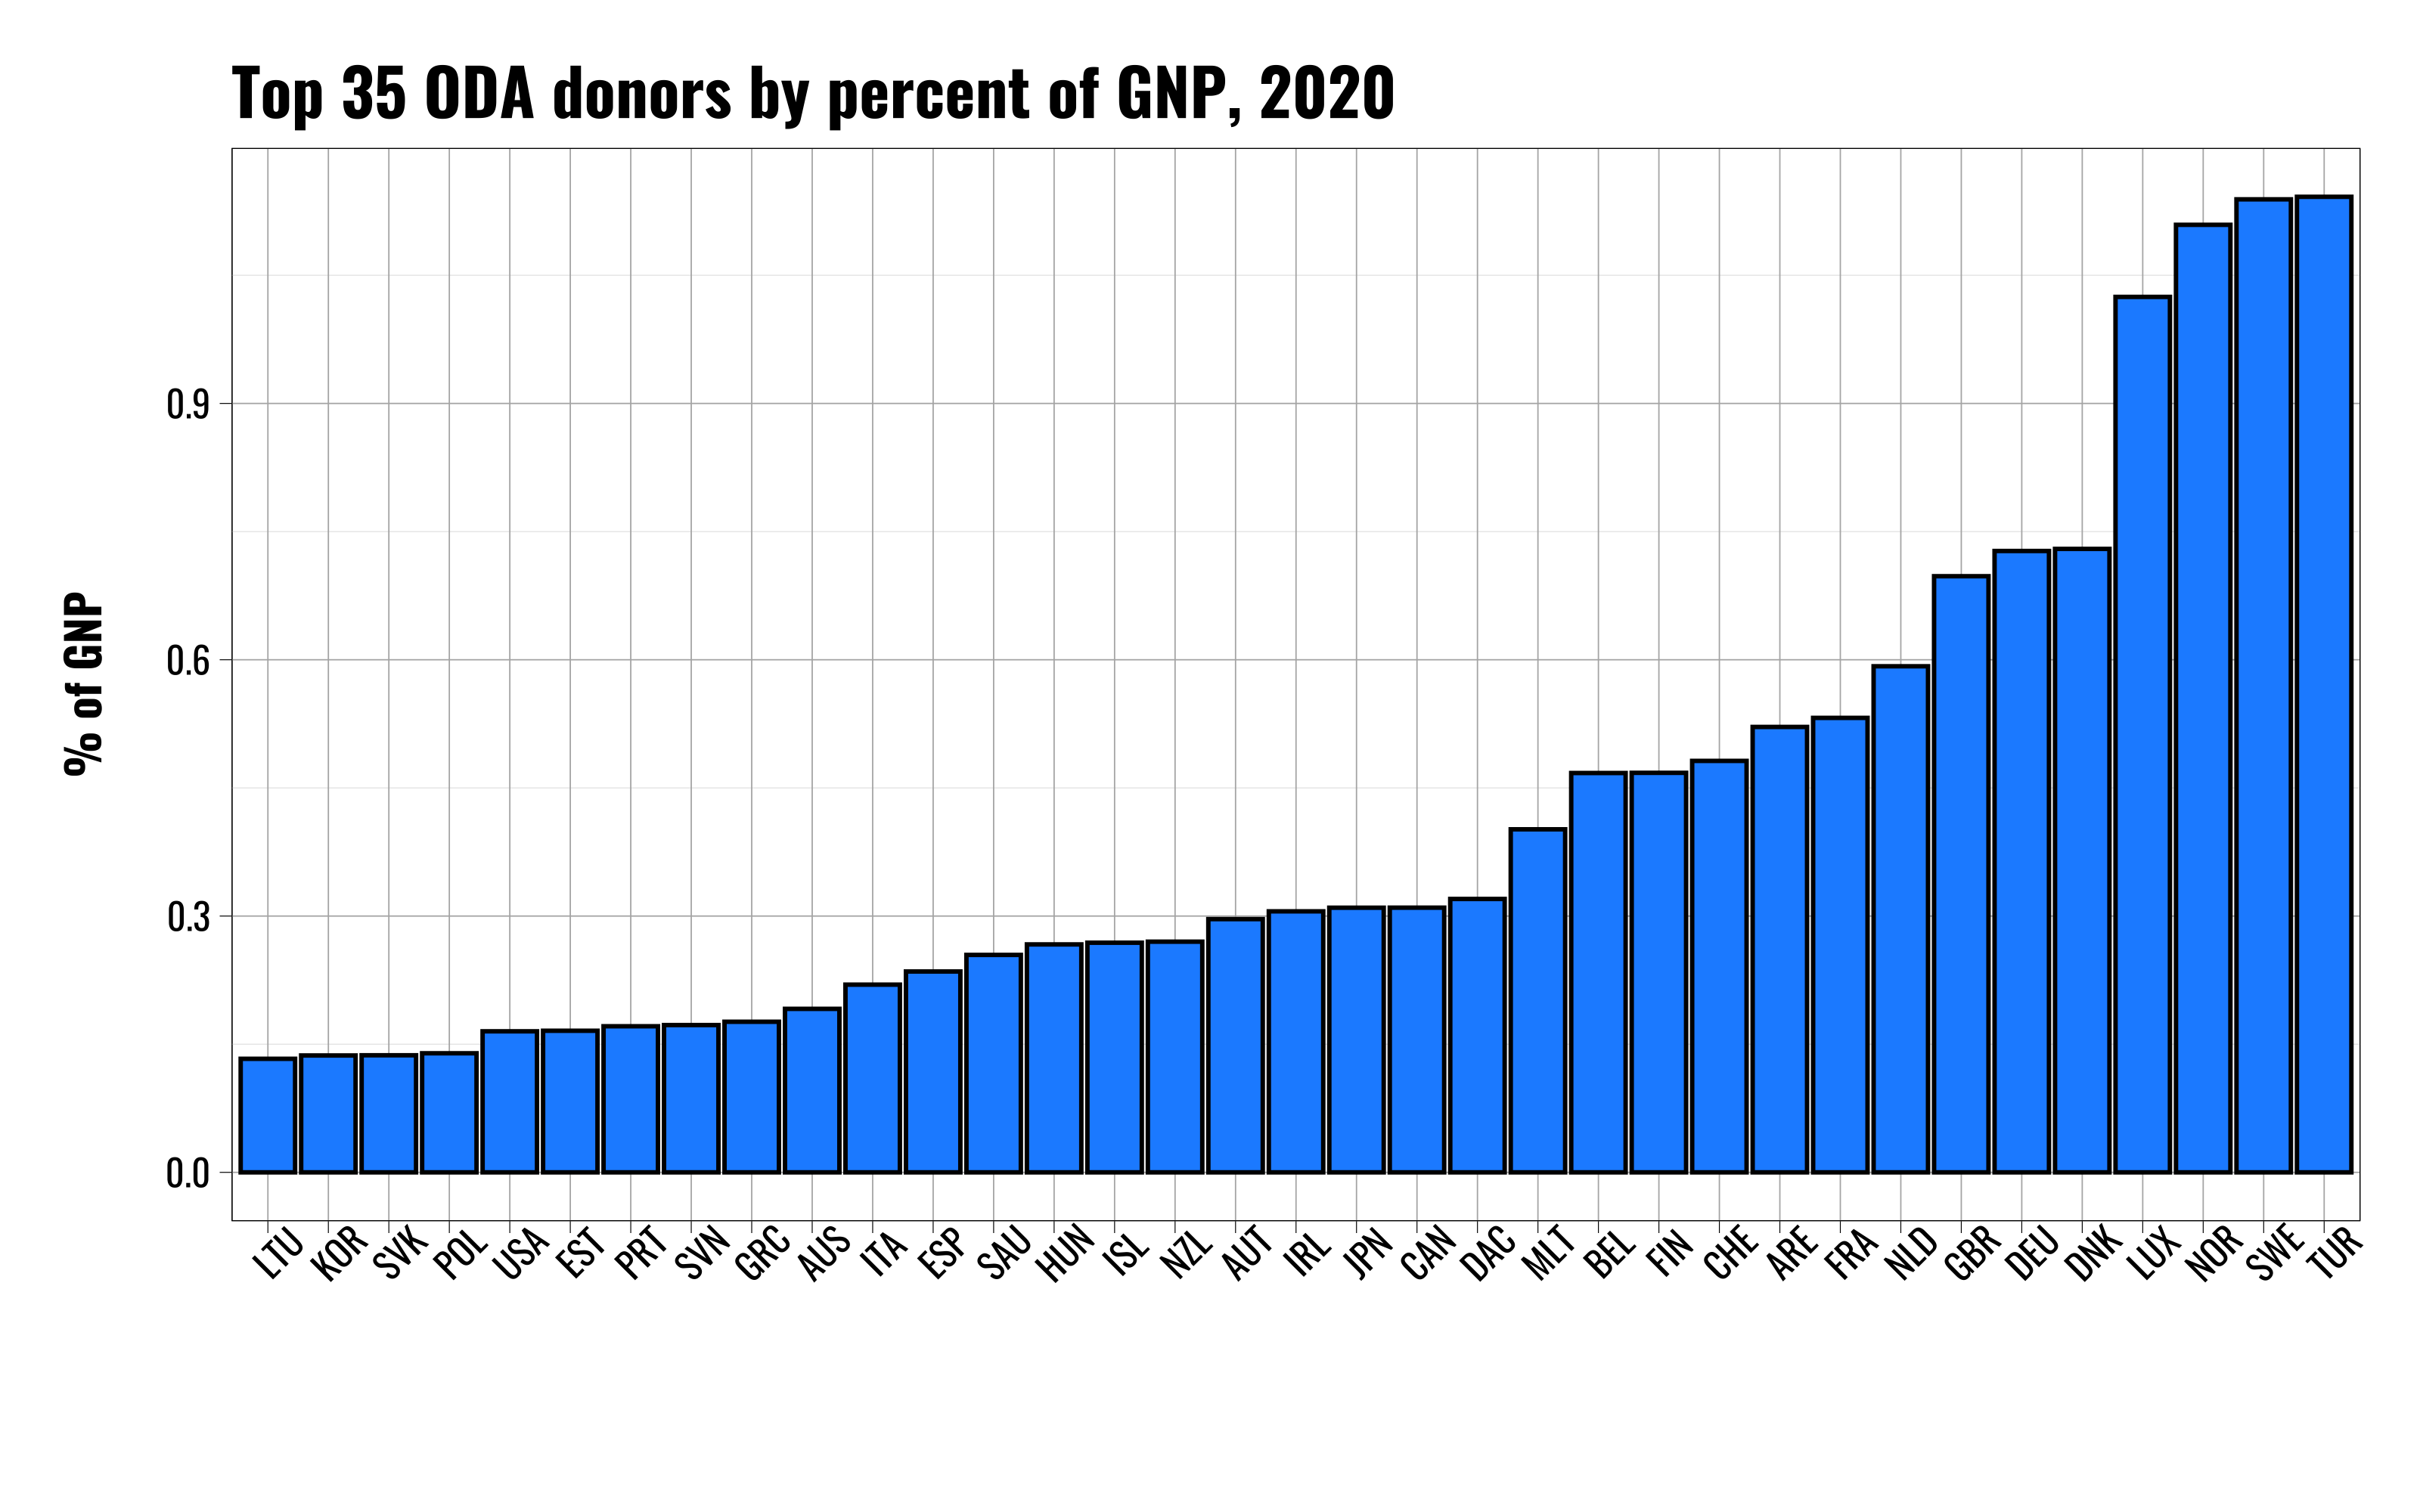 Top 35 ODA donors by percent of GNP, 2020
% of GNP
0.9
0.6
0.3
0.0
LTU KOR SVK POL USA EST PRT SVN GRC AUS ITA ESP SAU HUN ISL NZL AUT IRL JPN CAN DAC MLT BEL FIN CHE ARE FRA NLD GBR DEU DNK LUX NOR SWE TUR